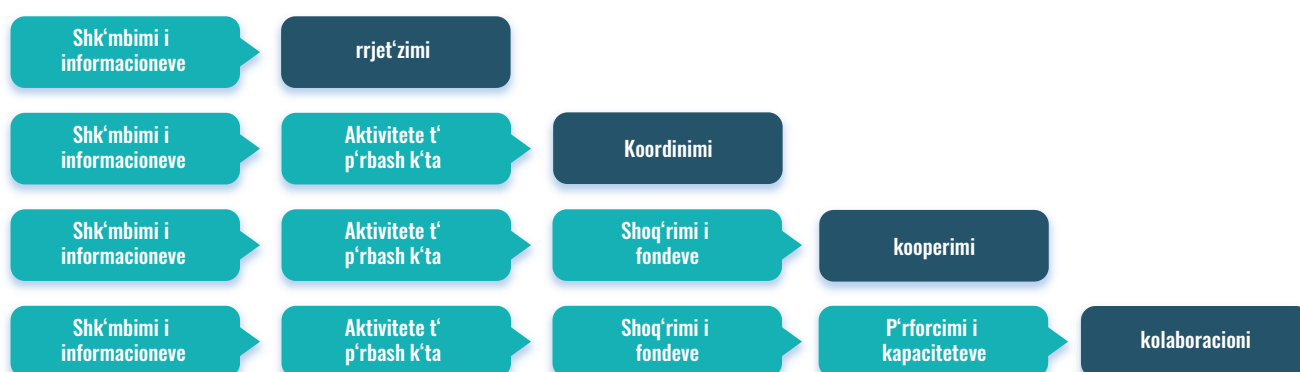 Shk‘mbimi i
informacioneve
rrjet‘zimi
Shk‘mbimi i
informacioneve
Aktivitete t‘
p‘rbash k‘ta
Koordinimi
Shk‘mbimi i
informacioneve
Aktivitete t‘
p‘rbash k‘ta
Shoq‘rimi i
fondeve
kooperimi
Shk‘mbimi i
informacioneve
Aktivitete t‘
p‘rbash k‘ta
Shoq‘rimi i
fondeve
P‘rforcimi i
kapaciteteve
kolaboracioni